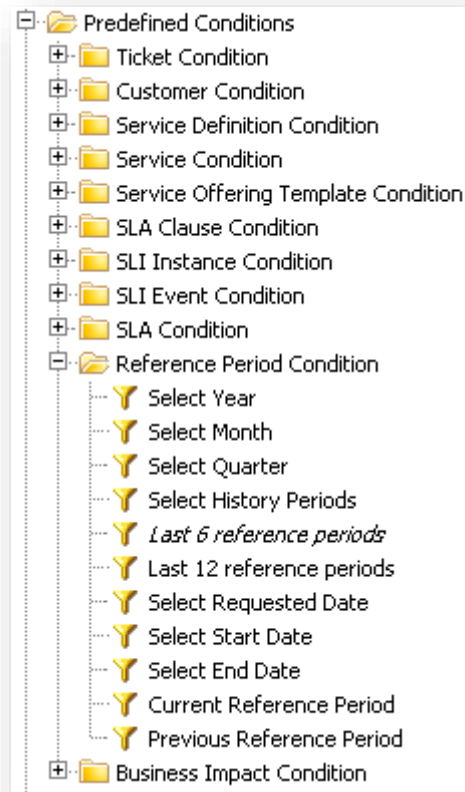 Predefined Conditions
Ticket Condition
Customer Condition
Service Definition Condition
Service Condition
Service Offering Template Condition
SLA Clause Condition
SLI Instance Condition
SLI Event Condition
SLA Condition
Reference Period Condition
Select Year
Select Month
Select Quarter
Select History Periods
Last 6 reference periods
Last 12 reference periods
Select Requested Date
Select Start Date
Select End Date
Current Reference Period
Previous Reference Period
Business Impact Condition